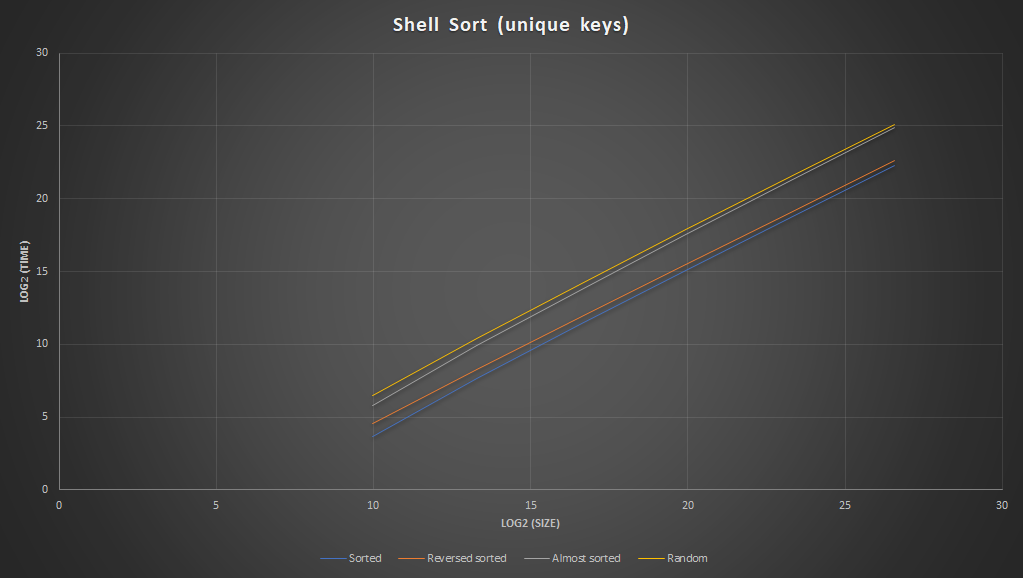 Shell Sort (unique keys)
30
25
20
15
10
5
0
LOG2 (TIME)
0 5 10 15 20 25 30
LOG2 (SIZE)
Sorted Reversed sorted Almost sorted Random